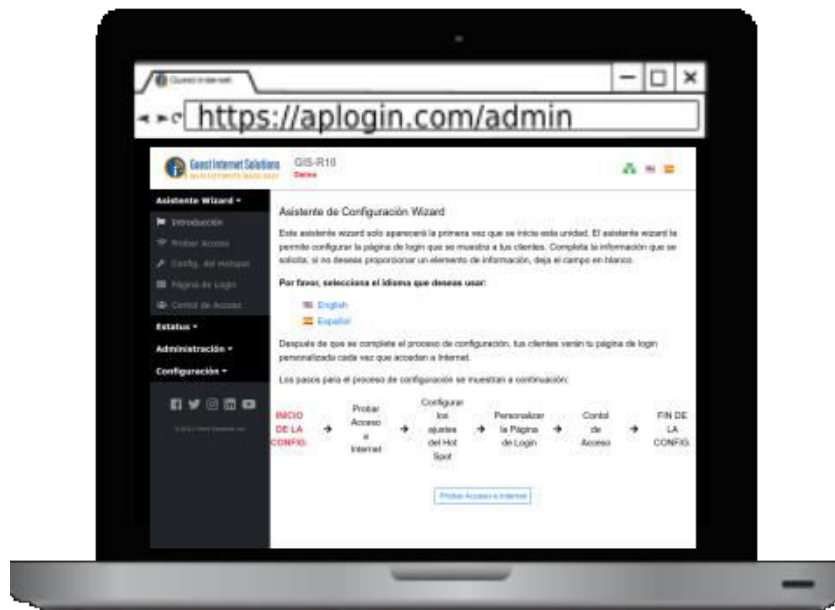 Guest Internet
https://aplogin.com/admin
Guest Internet Solutions
GIS-R10
Demo
Asistente Wizard
Introducción
Probar Acceso
Config. del Hotspot
Página de Login
Contol de Acceso
Estatus
Administración
Configuración
Asistente de Configuración Wizard
Este asistente wizard solo aparecerá la primera vez que se inicie esta unidad. El asistente wizard te
permite configurar la página de login que se muestra a tus clientes. Completa la información que se
solicita, si no deseas proporcionar un elemento de información, deja el campo en blanco.
Por favor, selecciona el idioma que deseas usar:
English
Español
Después de que se complete el proceso de configuración, tus clientes verán tu página de login
personalizada cada vez que accedan a Internet.
Los pasos para el proceso de configuración se muestran a continuación:
INICIO
DE LA
CONFIG.
→
Probar
Acceso
a
Internet
→
Configurar
los
ajustes
del Hot
Spot
→
Personalizar
la Página
de Login
→
Contol
de
Acceso
→
FIN DE
LA
CONFIG.
Probar Acceso a Internet